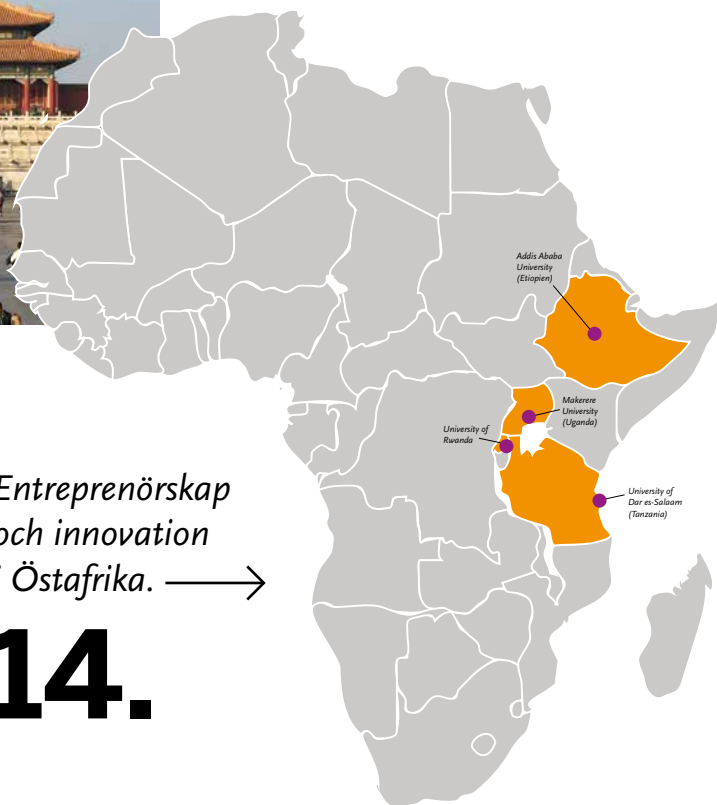 Addis Ababa
University
(Etiopien)
Makerere
University
(Uganda)
University of
Rwanda
University of
Dar es-Salaam
(Tanzania)
Entreprenörskap
och innovation
i Östafrika.
14.